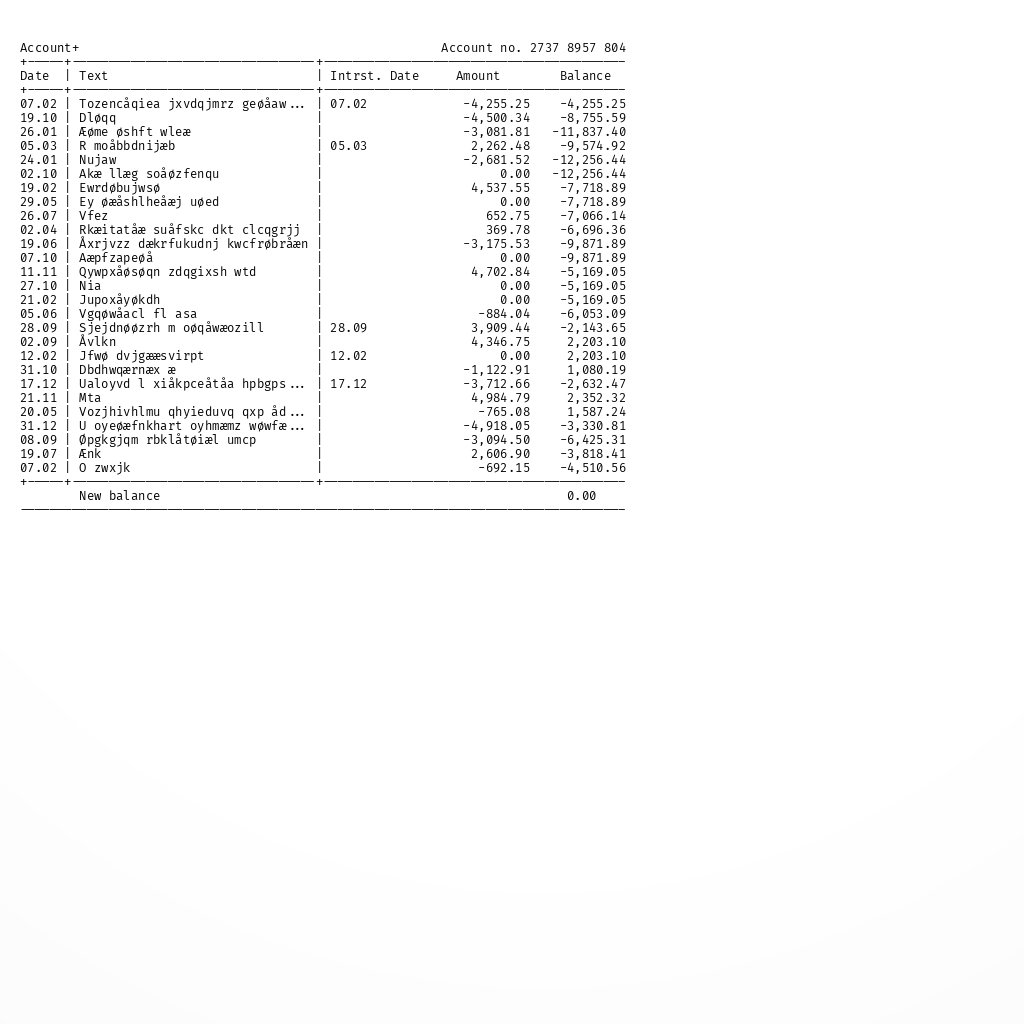 Account+ Account no. 2737 8957 804
Date | Text | Intrst. Date Amount Balance
07.02 | Tozencåqiea jxvdqjmrz geøåaw... | 07.02 -4,255.25 -4,255.25
19.10 | Dløqq | -4,500.34 -8,755.59
26.01 | Æøme øshft wleæ | -3,081.81 -11,837.40
05.03 | R moåbbdnijæb | 05.03 2,262.48 -9,574.92
24.01 | Nujaw | -2,681.52 -12,256.44
02.10 | Akæ llæg soåøzfenqu | 0.00 -12,256.44
19.02 | Ewrdøbujwsø | 4,537.55 -7,718.89
29.05 | Ey øæåshlheåæj uøed | 0.00 -7,718.89
26.07 | Vfez | 652.75 -7,066.14
02.04 | Rkæitatåæ suåfskc dkt clcqgrjj | 369.78 -6,696.36
19.06 | Åxrjvzz dækrfukudnj kwcfrøbråæn | -3,175.53 -9,871.89
07.10 | Aæpfzapeøå | 0.00 -9,871.89
11.11 | Qywpxåøsøqn zdqgixsh wtd | 4,702.84 -5,169.05
27.10 | Nia | 0.00 -5,169.05
21.02 | Jupoxåyøkdh | 0.00 -5,169.05
05.06 | Vgqøwåacl fl asa | -884.04 -6,053.09
28.09 | Sjejdnøøzrh m oøqåwæozill | 28.09 3,909.44 -2,143.65
02.09 | Åvlkn | 4,346.75 2,203.10
12.02 | Jfwø dvjgææsvirpt | 12.02 0.00 2,203.10
31.10 | Dbdhwqærnæx æ | -1,122.91 1,080.19
17.12 | Ualoyvd l xiåkpceåtåa hpbgps... | 17.12 -3,712.66 -2,632.47
21.11 | Mta | 4,984.79 2,352.32
20.05 | Vozjhivhlmu qhyieduvq qxp åd... | -765.08 1,587.24
31.12 | U oyeøæfnkhart oyhmæmz wøwfæ... | -4,918.05 -3,330.81
08.09 | Øpgkgjqm rbklåtøiæl umcp | -3,094.50 -6,425.31
19.07 | Ænk | 2,606.90 -3,818.41
07.02 | O zwxjk | -692.15 -4,510.56
New balance 0.00